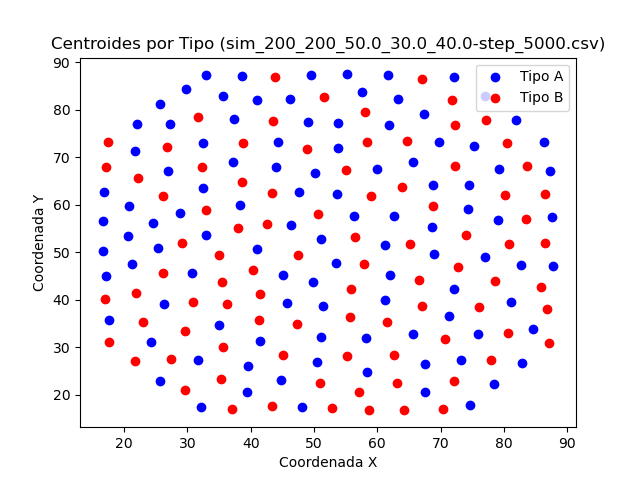 Centroides por Tipo (sim_200_200_50.0_30.0_40.0-step_5000.csv)
Tipo A
Tipo B
90
80
70
60
50
40
30
20
Coordenada Y
20 30 40 50 60 70 80 90
Coordenada X